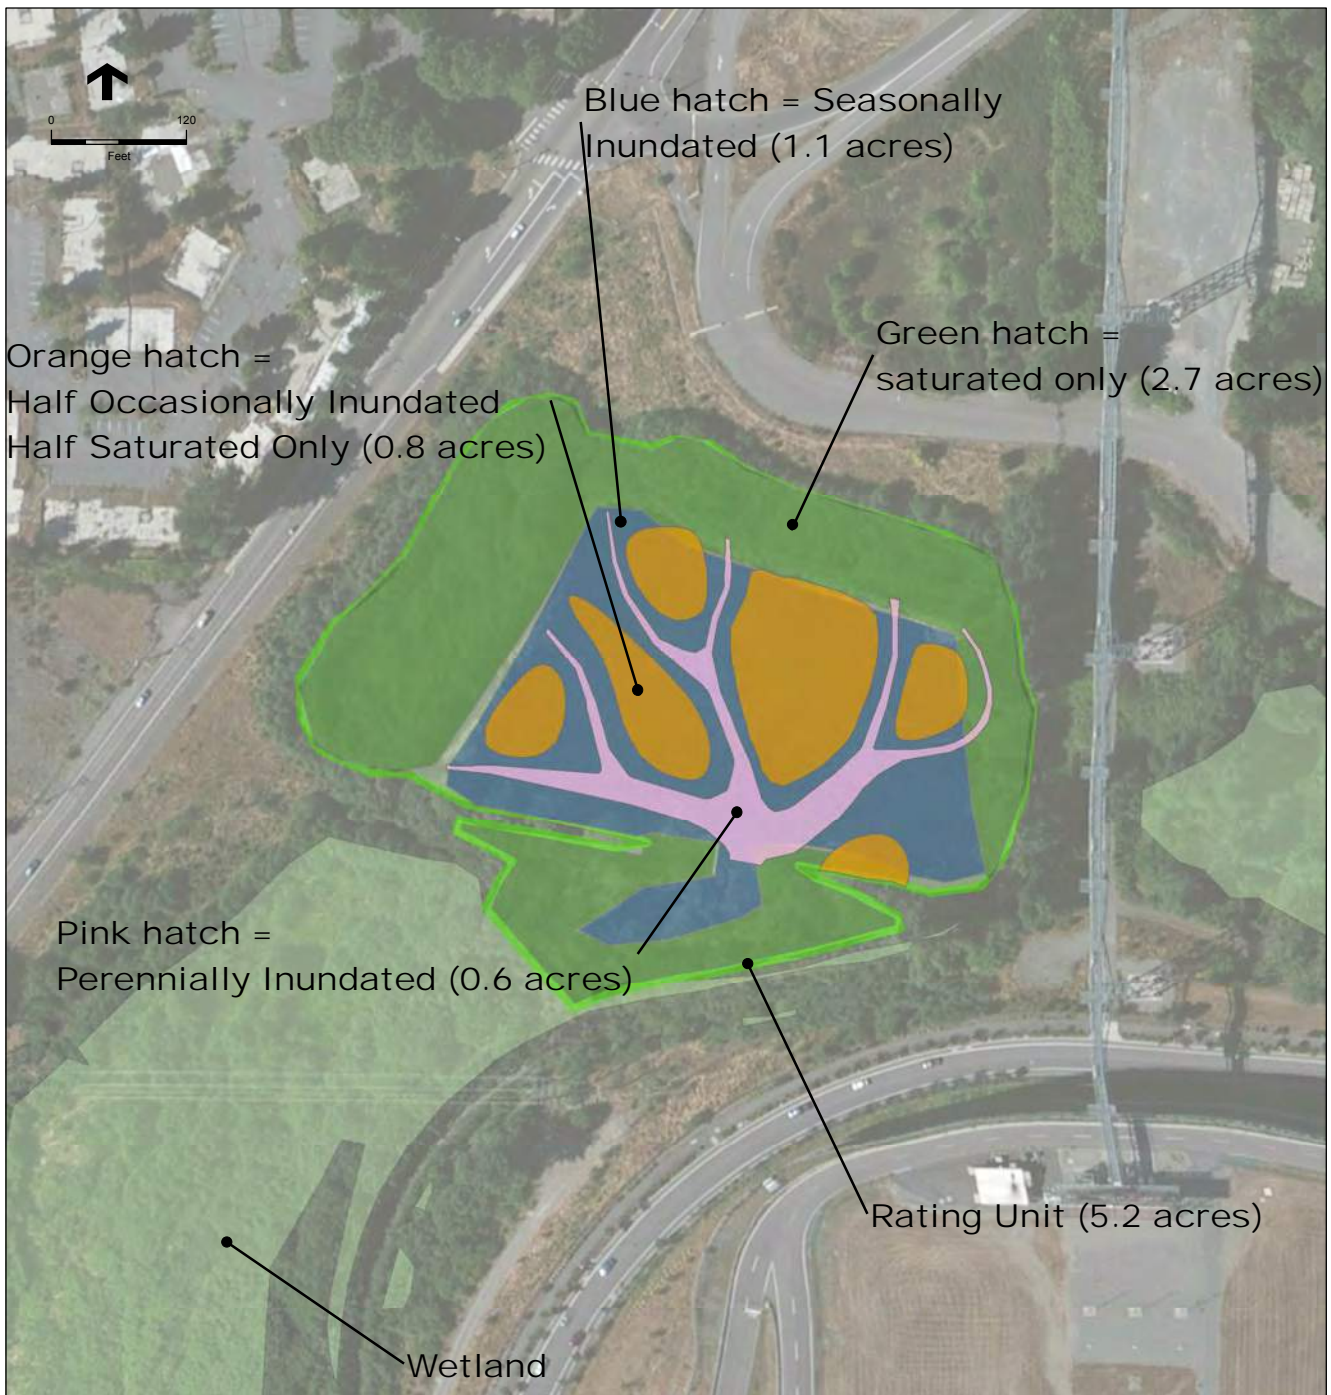 Blue hatch = Seasonally
Inundated (1.1 acres)
0 120
Feet
Green hatch =
saturated only (2.7 acres)
Orange hatch =
Half Occasionally Inundated
Half Saturated Only (0.8 acres)
Pink hatch =
Perennially Inundated (0.6 acres)
Rating Unit (5.2 acres)
Wetland